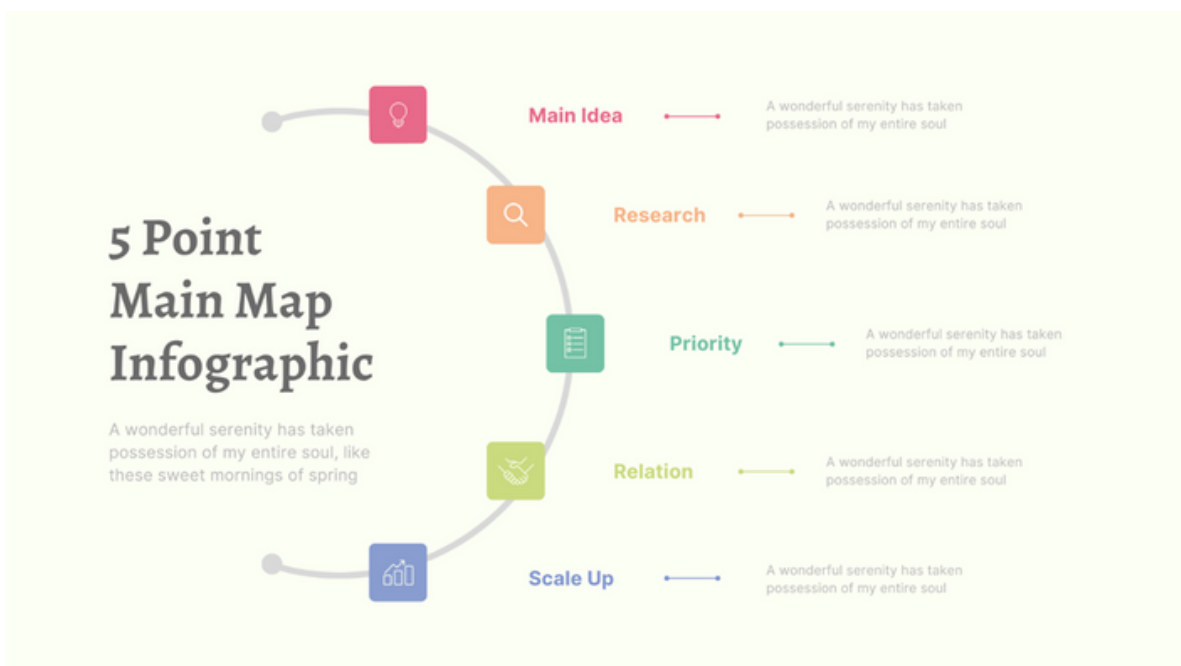 5 Point
Main Map
Infographic
A wonderful serenity has taken
possession of my entire soul, like
these sweet mornings of spring
Main Idea
A wonderful serenity has taken
possession of my entire soul
Research
A wonderful serenity has taken
possession of my entire soul
Priority
A wonderful serenity has taken
possession of my entire soul
Relation
A wonderful serenity has taken
possession of my entire soul
Scale Up
A wonderful serenity has taken
possession of my entire soul